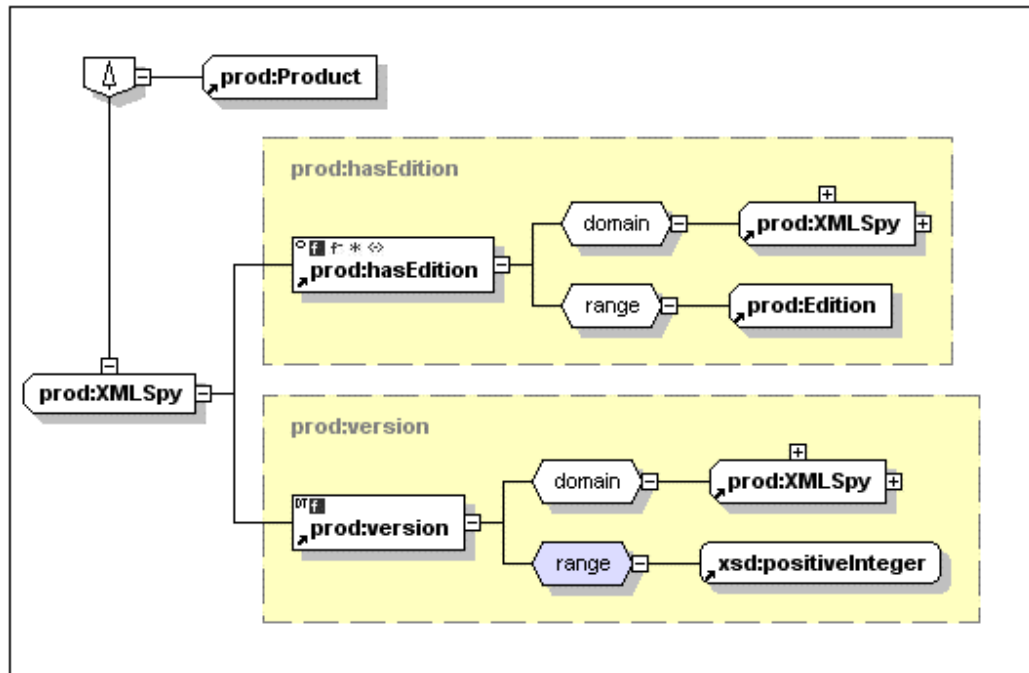 prod:Product
prod:hasEdition
domain
prod:XMLSpy
O f f⁻ * <>
prod:hasEdition
range
prod:Edition
prod:XMLSpy
prod:version
domain
prod:XMLSpy
DT f
prod:version
range
xsd:positiveInteger